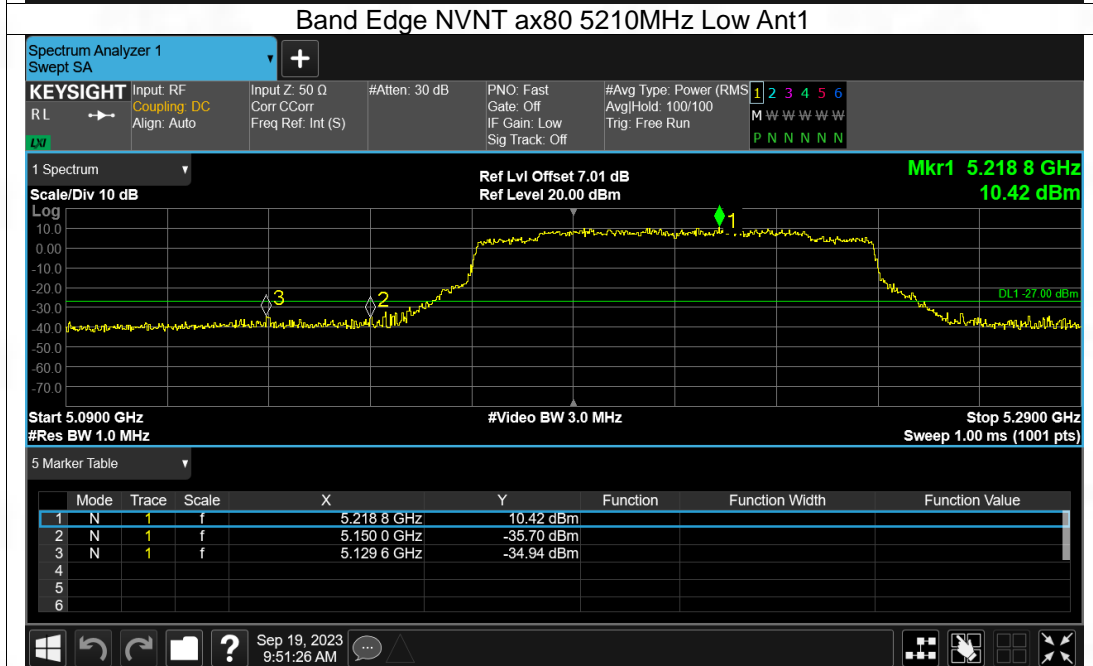 Band Edge NVNT ax80 5210MHz Low Ant1
Spectrum Analyzer 1
Swept SA
+
KEYSIGHT
RL
LXI
Input: RF
Coupling: DC
Align: Auto
Input Z: 50 Ω
Corr CCorr
Freq Ref: Int (S)
#Atten: 30 dB
PNO: Fast
Gate: Off
IF Gain: Low
Sig Track: Off
#Avg Type: Power (RMS
Avg|Hold: 100/100
Trig: Free Run
1 2 3 4 5 6
M W W W W W
P N N N N N
1 Spectrum
Scale/Div 10 dB
Ref Lvl Offset 7.01 dB
Ref Level 20.00 dBm
Mkr1 5.218 8 GHz
10.42 dBm
Log
10.0
0.00
-10.0
-20.0
-30.0
-40.0
-50.0
-60.0
-70.0
1
2
3
DL1 -27.00 dBm
Start 5.0900 GHz
#Res BW 1.0 MHz
#Video BW 3.0 MHz
Stop 5.2900 GHz
Sweep 1.00 ms (1001 pts)
5 Marker Table
Mode Trace Scale X Y Function Function Width Function Value
1 N 1 f 5.218 8 GHz 10.42 dBm
2 N 1 f 5.150 0 GHz -35.70 dBm
3 N 1 f 5.129 6 GHz -34.94 dBm
4
5
6
?
Sep 19, 2023
9:51:26 AM